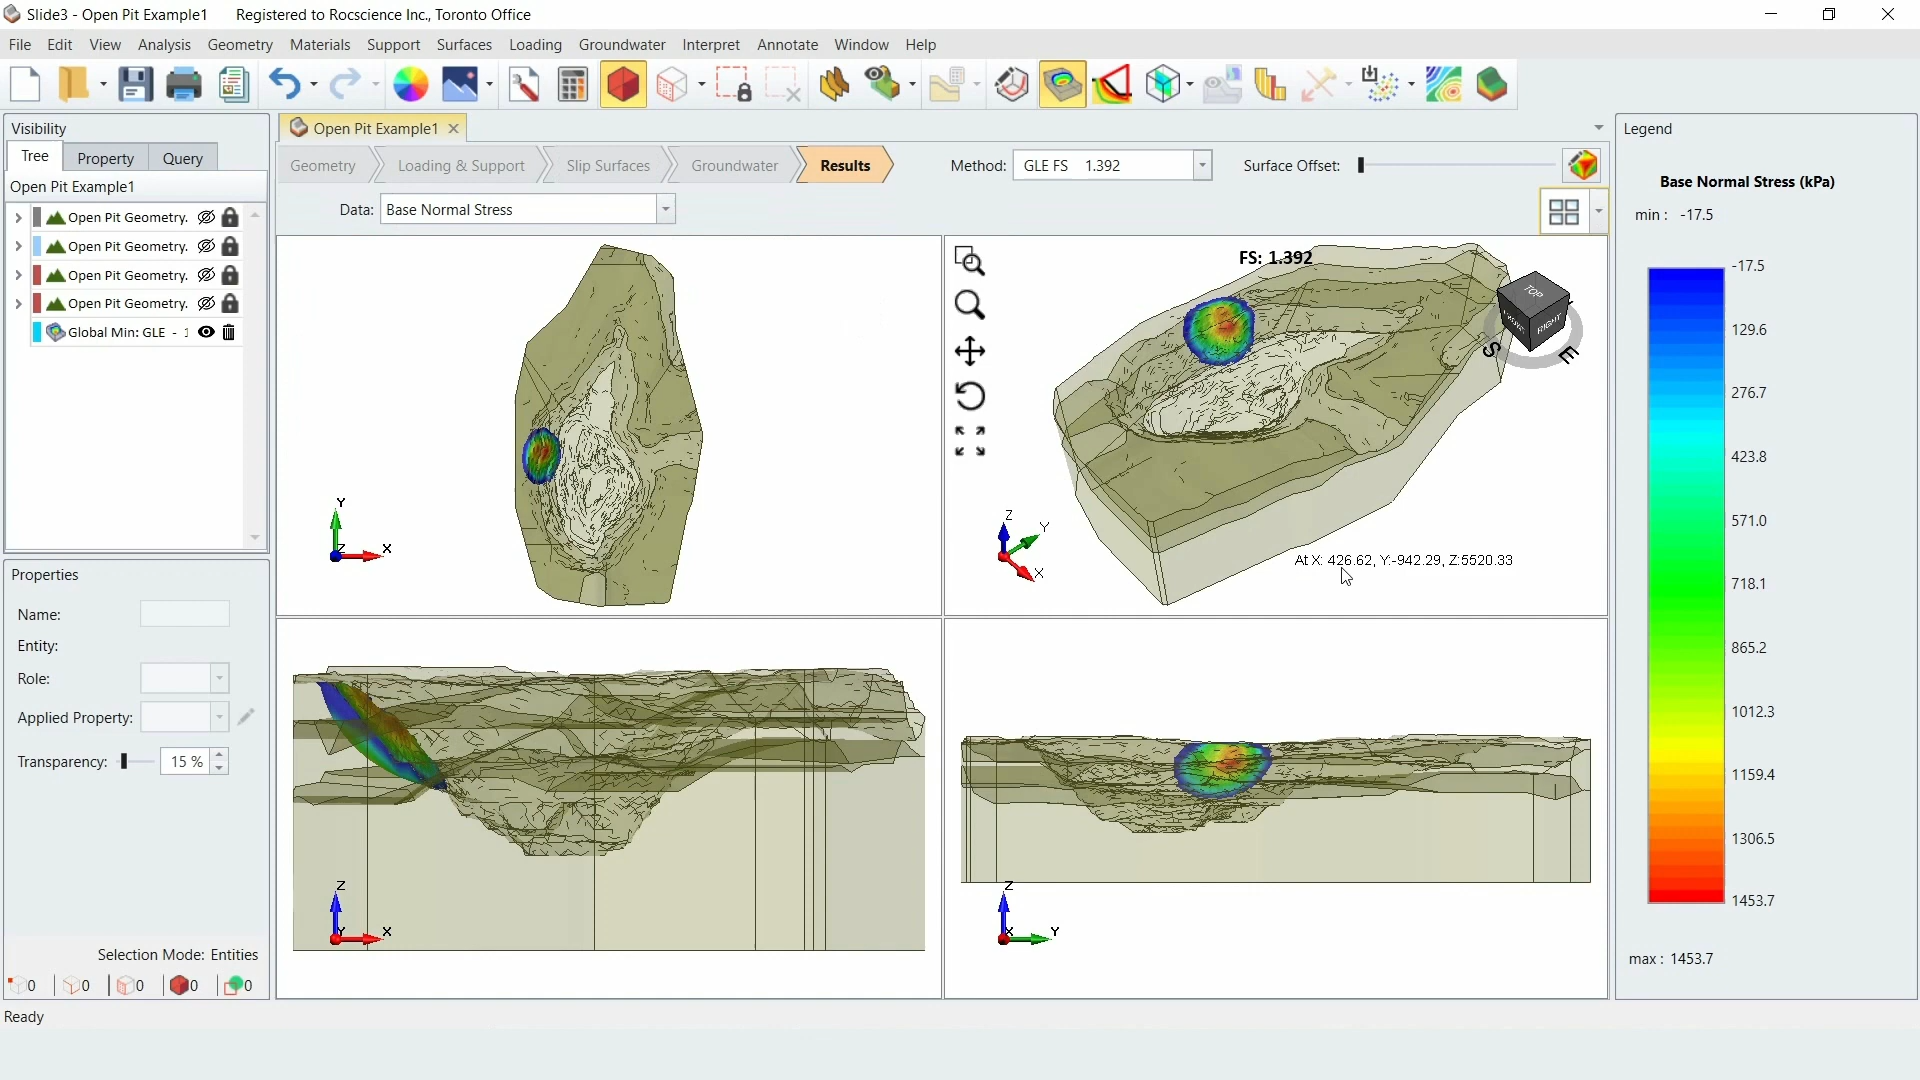 Slide3 - Open Pit Example1 Registered to Rocscience Inc., Toronto Office
File Edit View Analysis Geometry Materials Support Surfaces Loading Groundwater Interpret Annotate Window Help
Visibility
Tree Property Query
Open Pit Example1
Open Pit Geometry.
Open Pit Geometry.
Open Pit Geometry.
Open Pit Geometry.
Global Min: GLE - 1
Properties
Name:
Entity:
Role:
Applied Property:
Transparency: 15 %
Selection Mode: Entities
0 0 0 0 0
Ready
Open Pit Example1
Geometry Loading & Support Slip Surfaces Groundwater Results
Method: GLE FS 1.392 Surface Offset:
Data: Base Normal Stress
Y
Z X
FS: 1.392
TOP
FRONT RIGHT
S E
Z
Y
X
At X: 426.62, Y:-942.29, Z:5520.33
Z
Y X
Z
X Y
Legend
Base Normal Stress (kPa)
min : -17.5
-17.5
129.6
276.7
423.8
571.0
718.1
865.2
1012.3
1159.4
1306.5
1453.7
max : 1453.7